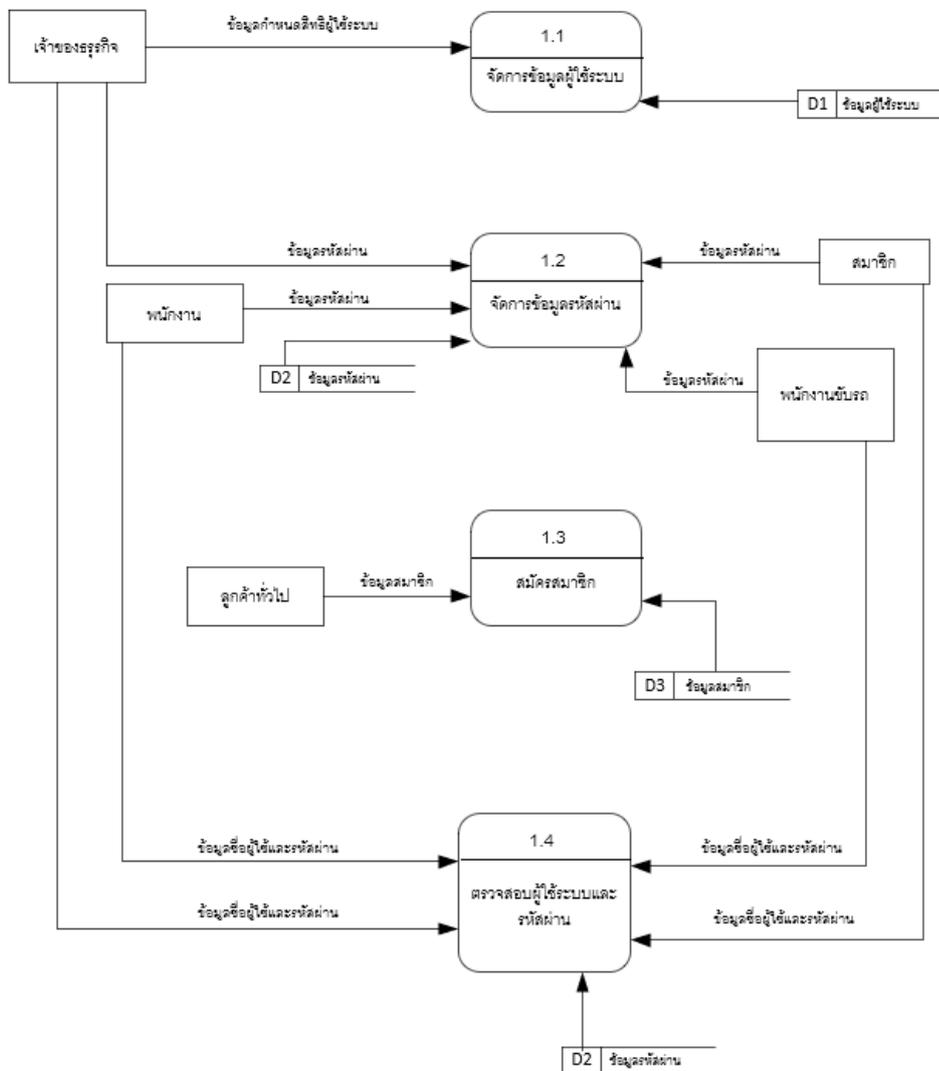 ข้อมูลกำหนดสิทธิผู้ใช้ระบบ
เจ้าของธรุรกิจ
1.1
จัดการข้อมูลผู้ใช้ระบบ
D1 ข้อมูลผู้ใช้ระบบ
ข้อมูลรหัสผ่าน
1.2
จัดการข้อมูลรหัสผ่าน
ข้อมูลรหัสผ่าน
สมาชิก
พนักงาน
ข้อมูลรหัสผ่าน
D2 ข้อมูลรหัสผ่าน
ข้อมูลรหัสผ่าน
พนักงานขับรถ
1.3
สมัครสมาชิก
ลูกค้าทั่วไป
ข้อมูลสมาชิก
D3 ข้อมูลสมาชิก
1.4
ตรวจสอบผู้ใช้ระบบและ
รหัสผ่าน
ข้อมูลชื่อผู้ใช้และรหัสผ่าน
ข้อมูลชื่อผู้ใช้และรหัสผ่าน
ข้อมูลชื่อผู้ใช้และรหัสผ่าน
ข้อมูลชื่อผู้ใช้และรหัสผ่าน
D2 ข้อมูลรหัสผ่าน